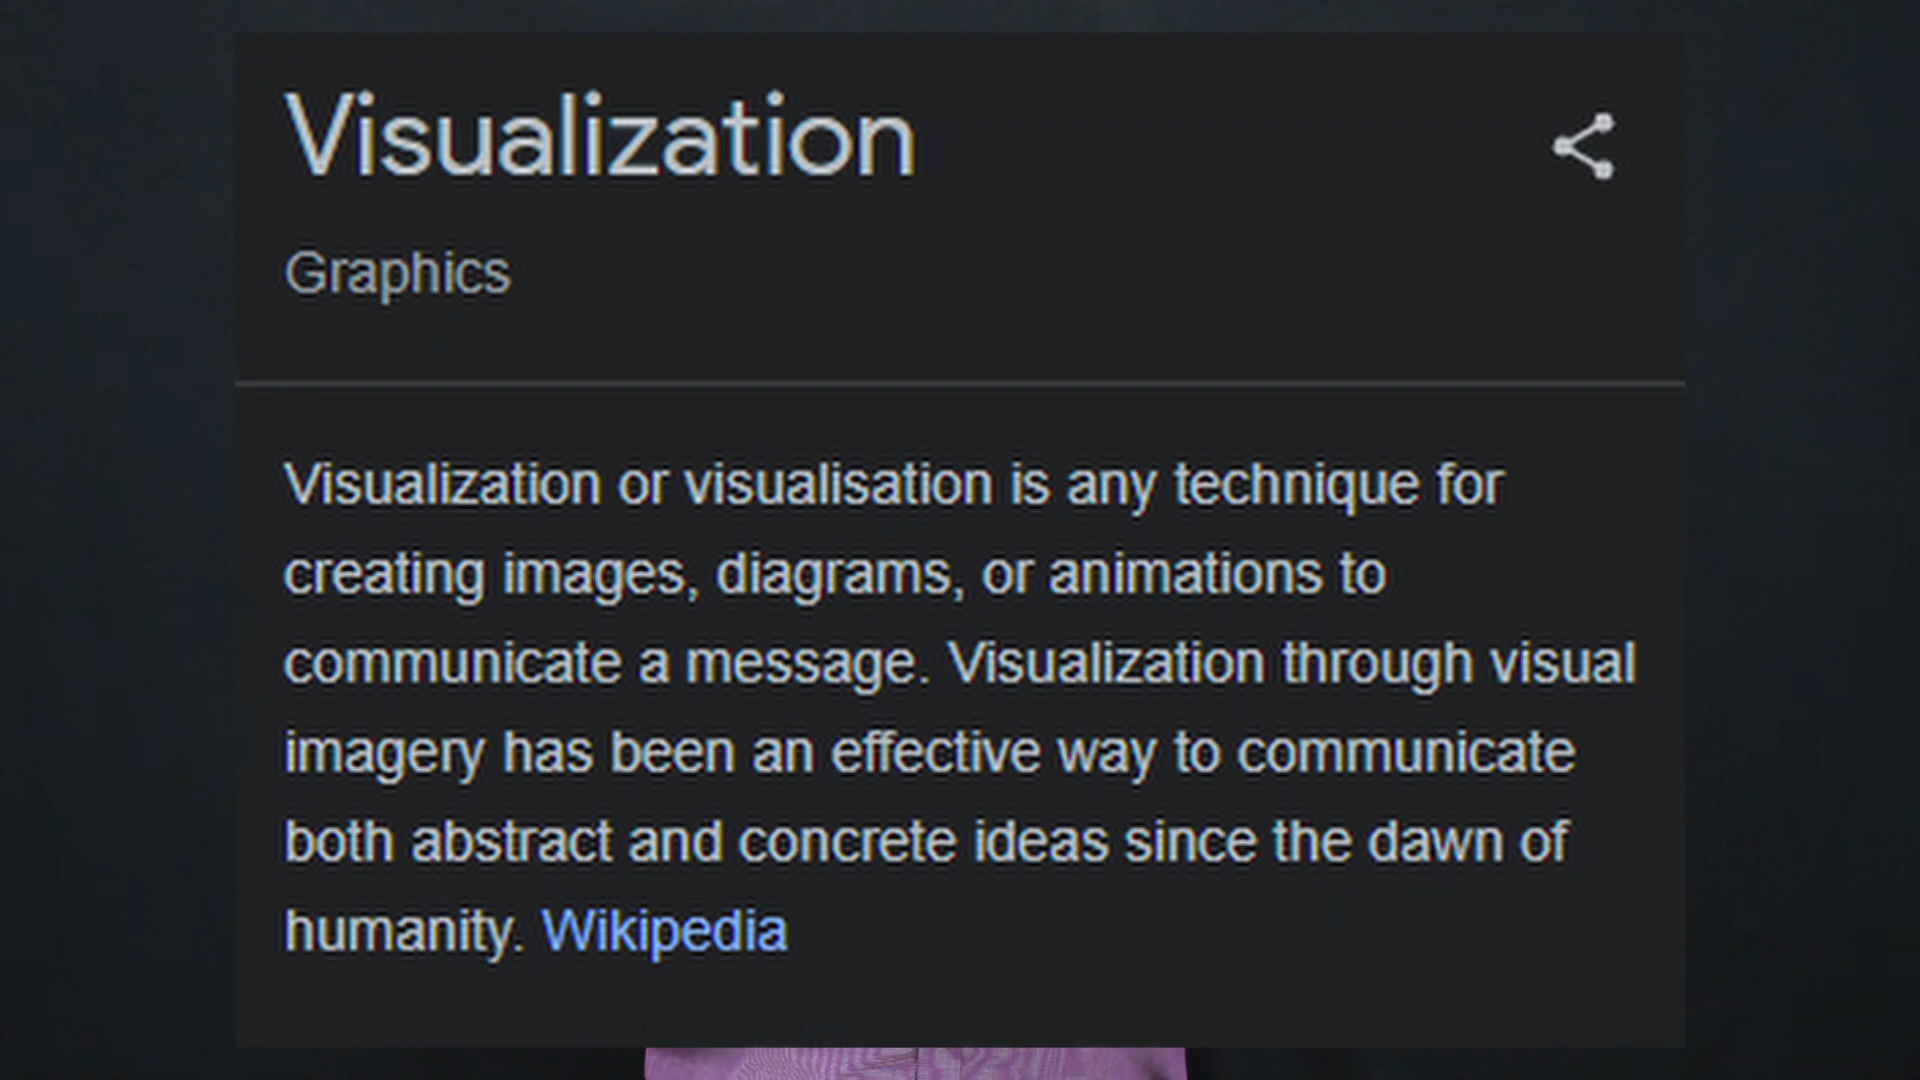 Visualization
Graphics
Visualization or visualisation is any technique for
creating images, diagrams, or animations to
communicate a message. Visualization through visual
imagery has been an effective way to communicate
both abstract and concrete ideas since the dawn of
humanity. Wikipedia